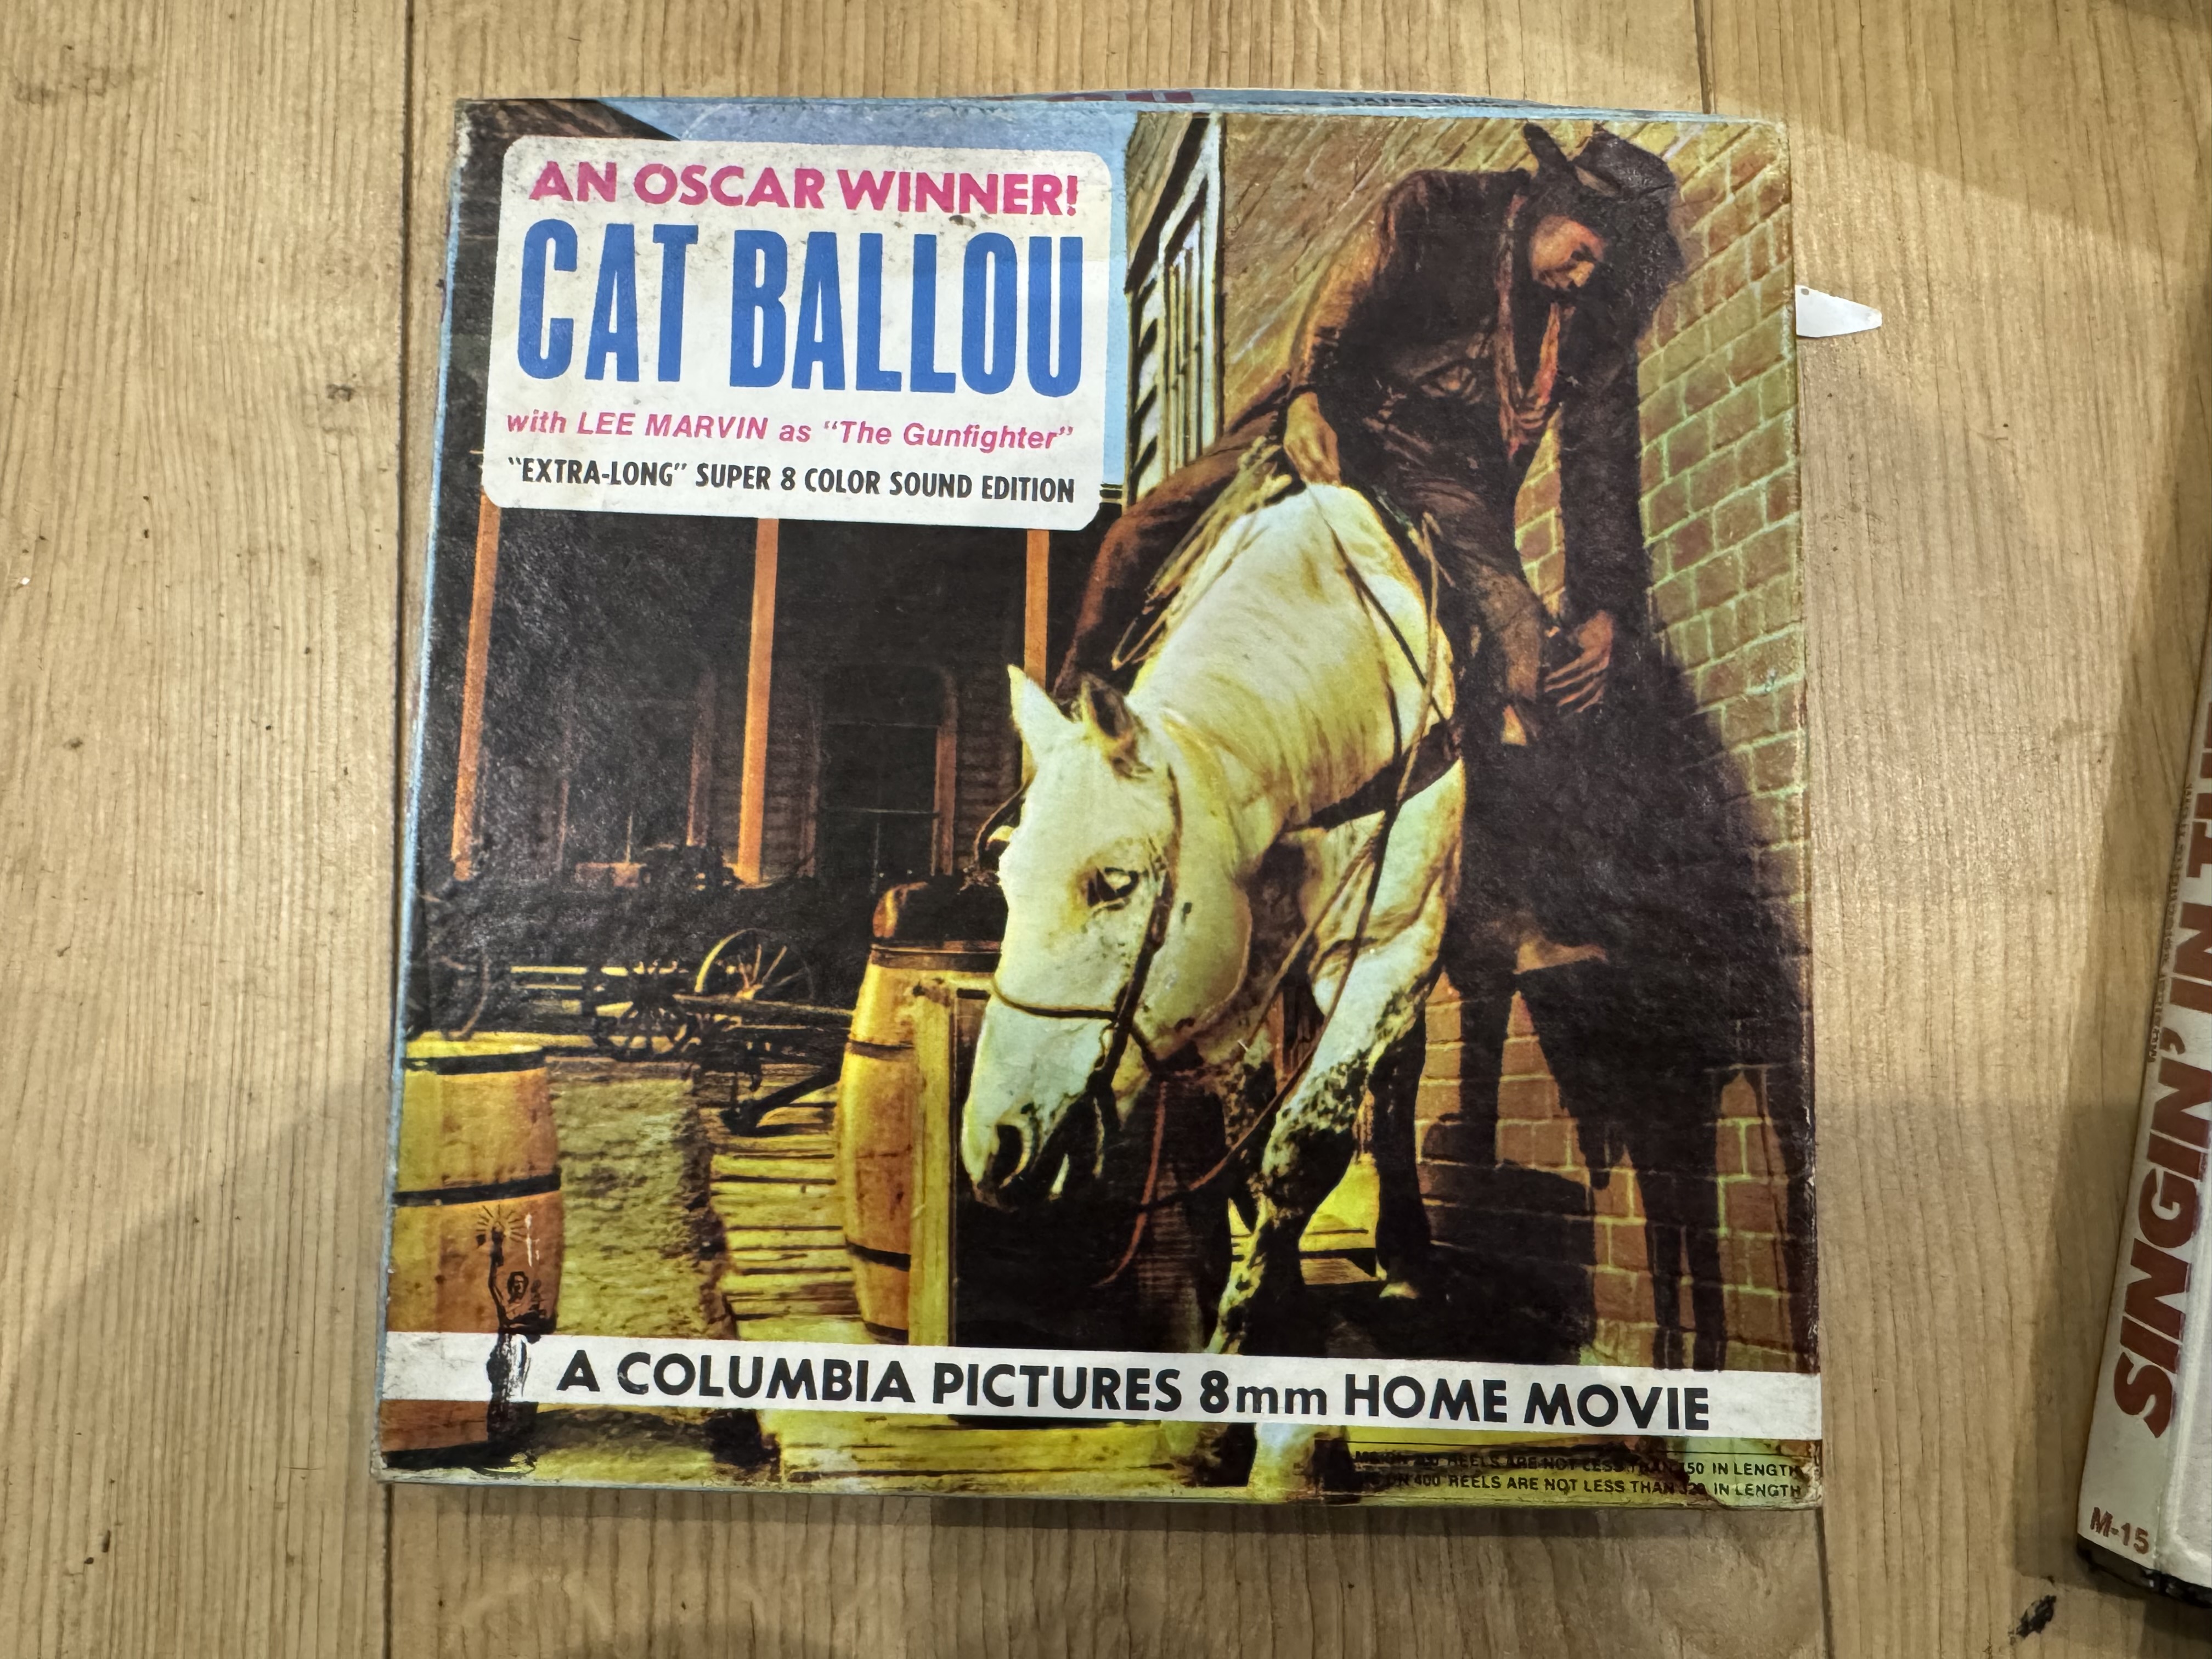 AN OSCAR WINNER!
CAT BALLOU
with LEE MARVIN as "The Gunfighter"
"EXTRA-LONG" SUPER 8 COLOR SOUND EDITION
A COLUMBIA PICTURES 8mm HOME MOVIE
REELS ARE NOT LESS THAN 150 IN LENGTH
ON 400 REELS ARE NOT LESS THAN 320 IN LENGTH
SINGIN' IN
M-15